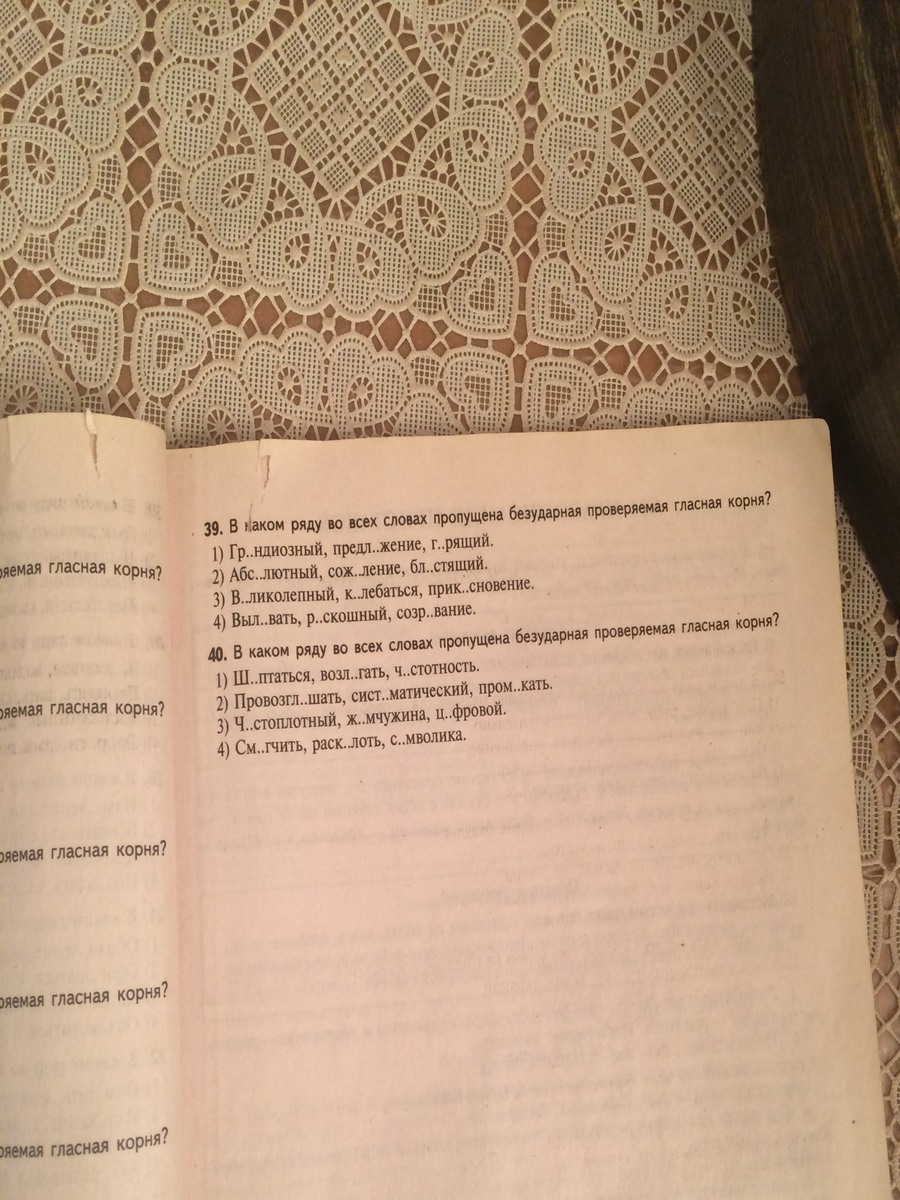 ряемая гласная корня?
ряемая гласная корня?
ряемая гласная корня?
ряемая гласная корня?
ряемая гласная корня?
39. В каком ряду во всех словах пропущена безударная проверяемая гласная корня?
1) Гр..ндиозный, предл..жение, г..рящий.
2) Абс..лютный, сож..ление, бл..стящий.
3) В..ликолепный, к..лебаться, прик..сновение.
4) Выл..вать, р..скошный, созр..вание.
40. В каком ряду во всех словах пропущена безударная проверяемая гласная корня?
1) Ш..птаться, возл..гать, ч..стотность.
2) Провозгл..шать, сист..матический, пром..кать.
3) Ч..стоплотный, ж..мчужина, ц..фровой.
4) См..гчить, раск..лоть, с..мволика.